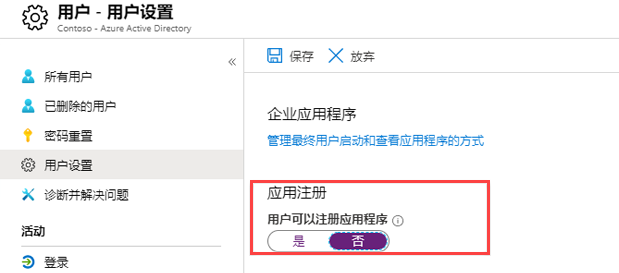 用户 - 用户设置
Contoso - Azure Active Directory
«
所有用户
已删除的用户
密码重置
用户设置
诊断并解决问题
活动
登录
保存 放弃
企业应用程序
管理最终用户启动和查看应用程序的方式
应用注册
用户可以注册应用程序
是 否